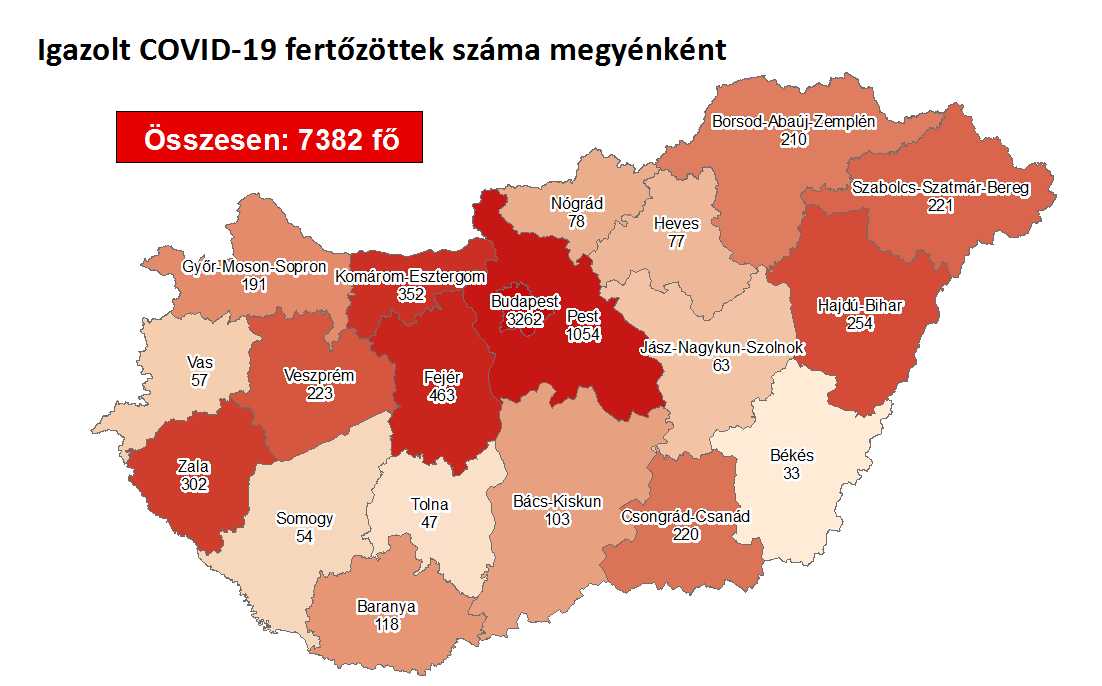 Igazolt COVID-19 fertőzöttek száma megyénként
Összesen: 7382 fő
Borsod-Abaúj-Zemplén
210
Szabolcs-Szatmár-Bereg
221
Nógrád
78
Heves
77
Győr-Moson-Sopron
191
Komárom-Esztergom
352
Budapest
3262
Pest
1054
Hajdú-Bihar
254
Jász-Nagykun-Szolnok
63
Vas
57
Veszprém
223
Fejér
463
Zala
302
Békés
33
Somogy
54
Tolna
47
Bács-Kiskun
103
Csongrád-Csanád
220
Baranya
118